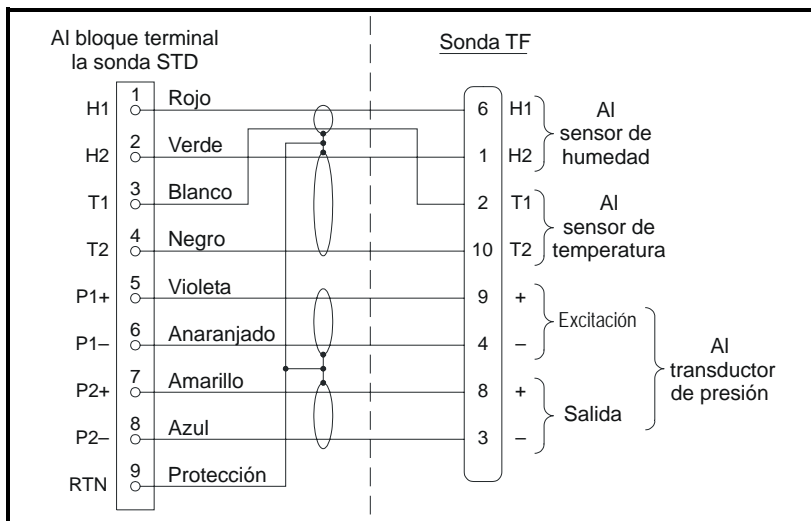 Al bloque terminal
la sonda STD
Sonda TF
H1 1 Rojo 6 H1
H2 2 Verde 1 H2
Al
sensor de
humedad
T1 3 Blanco 2 T1
T2 4 Negro 10 T2
Al
sensor de
temperatura
P1+ 5 Violeta 9 +
P1– 6 Anaranjado 4 –
Excitación
P2+ 7 Amarillo 8 +
P2– 8 Azul 3 –
Salida
Al
transductor
de presión
RTN 9 Protección